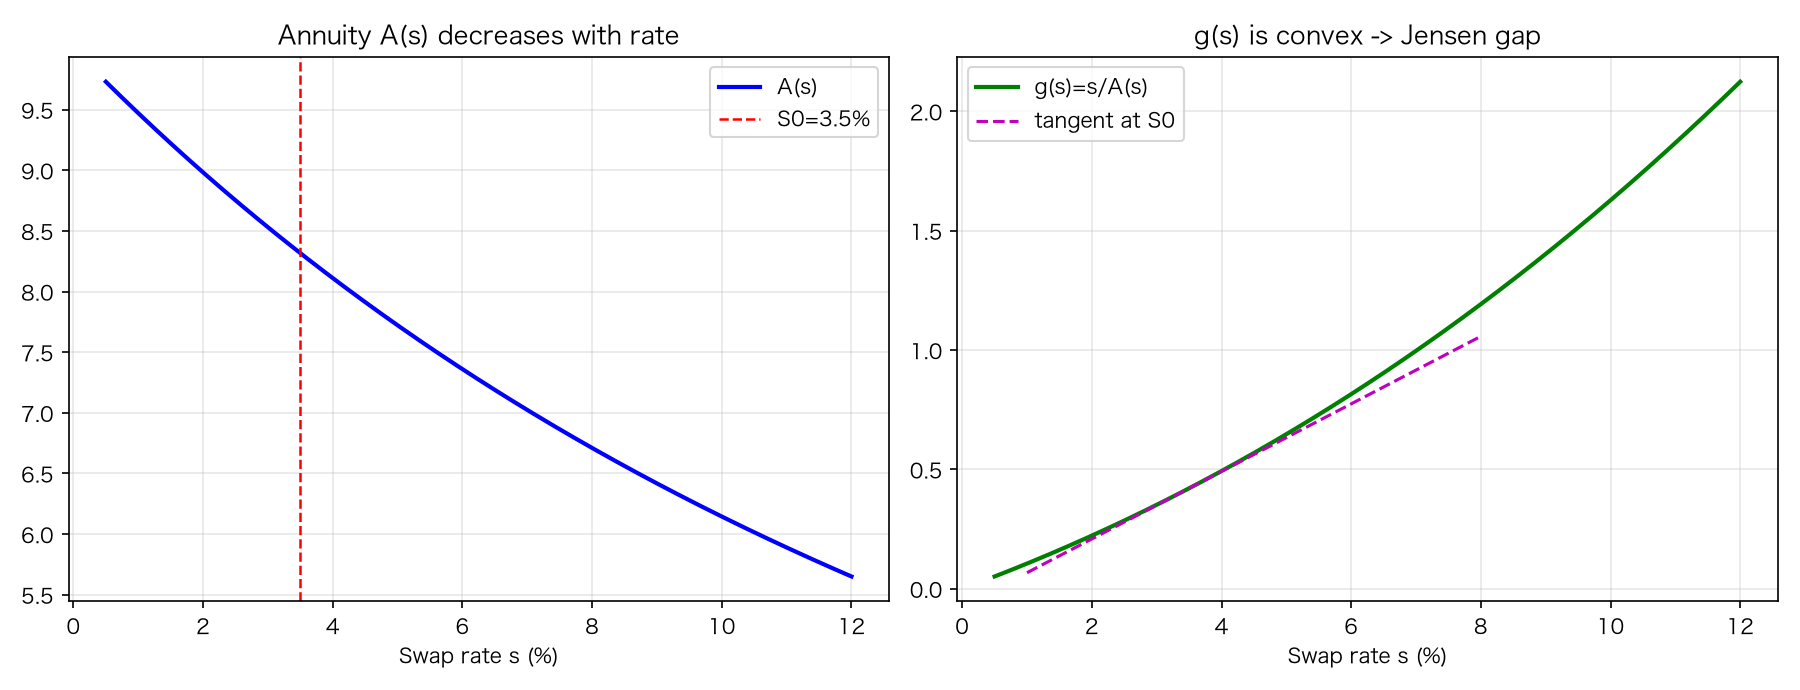 Annuity A(s) decreases with rate
A(s)
S0=3.5%
9.5
9.0
8.5
8.0
7.5
7.0
6.5
6.0
5.5
0 2 4 6 8 10 12
Swap rate s (%)
g(s) is convex -> Jensen gap
g(s)=s/A(s)
tangent at S0
2.0
1.5
1.0
0.5
0.0
0 2 4 6 8 10 12
Swap rate s (%)